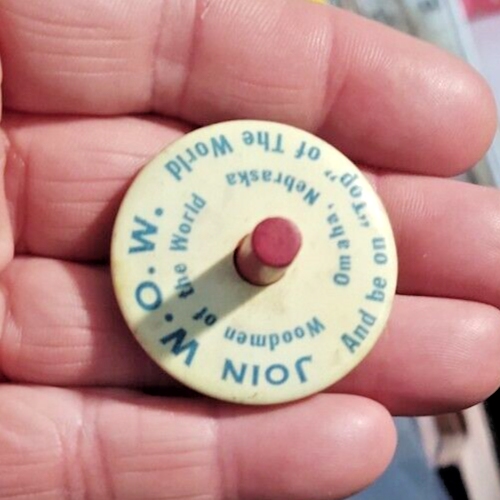 JOIN W.O.W.
And be on "Top" of The World
Woodmen of the World
Omaha, Nebraska